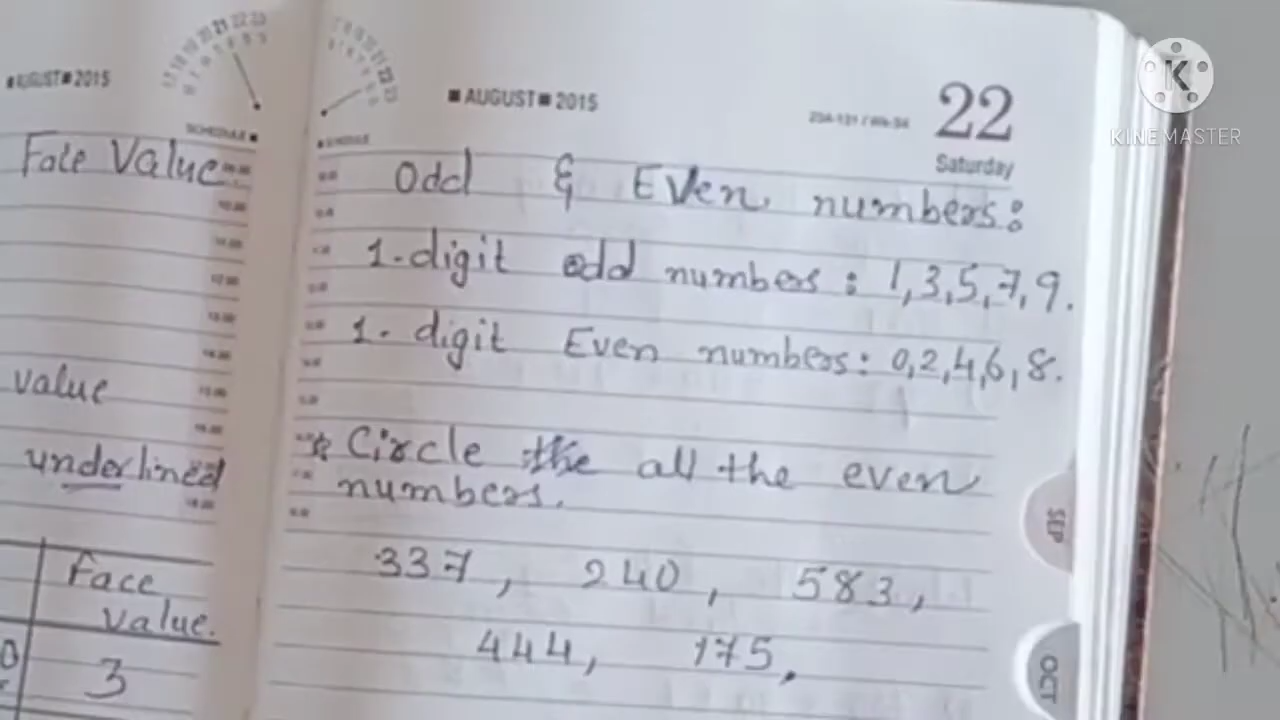 AUGUST 2015
SCHEDULE
Face Value
value
underlined
Face
value.
3
AUGUST 2015
22
Saturday
SCHEDULE
Odd & Even numbers:
1-digit odd numbers : 1,3,5,7,9.
1- digit Even numbers: 0,2,4,6,8.
Circle the all the even
numbers.
337, 240, 583,
444, 175.
SEP
OCT
K
KINEMASTER